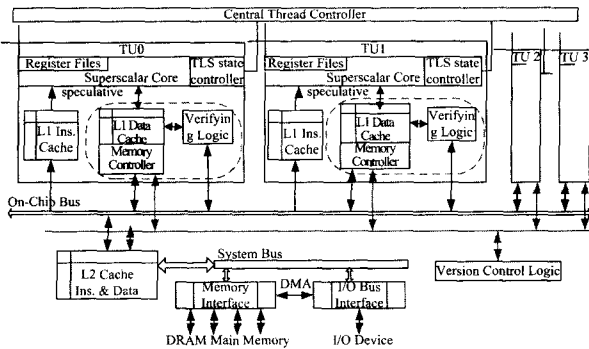 Central Thread Controller
TU0
Register Files
TLS state
controller
Superscalar Core
speculative
L1 Ins.
Cache
L1 Data
Cache
Memory
Controller
Verifyin
g Logic
TU1
Register Files
TLS state
controller
Superscalar Core
speculative
L1 Ins.
Cache
L1 Data
Cache
Memory
Controller
Verifyin
g Logic
TU 2
TU 3
On-Chip Bus
L2 Cache
Ins. & Data
System Bus
Version Control Logic
Memory
Interface
DMA
I/O Bus
Interface
DRAM Main Memory
I/O Device